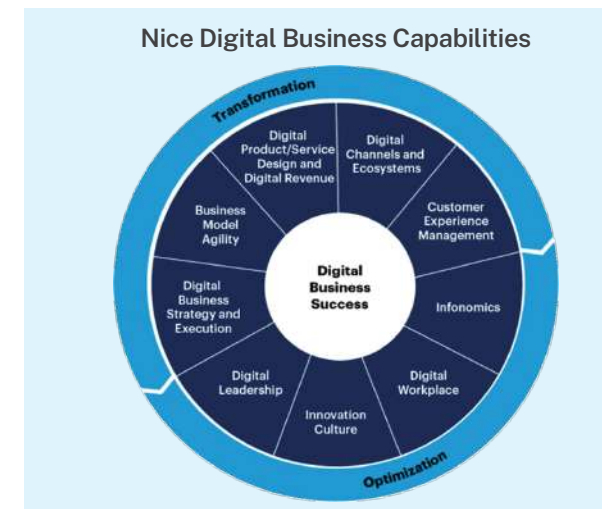 Nice Digital Business Capabilities
Transformation
Digital
Product/Service
Design and
Digital Revenue
Digital
Channels and
Ecosystems
Customer
Experience
Management
Infonomics
Digital
Workplace
Innovation
Culture
Digital
Leadership
Digital
Business
Strategy and
Execution
Business
Model
Agility
Digital
Business
Success
Optimization